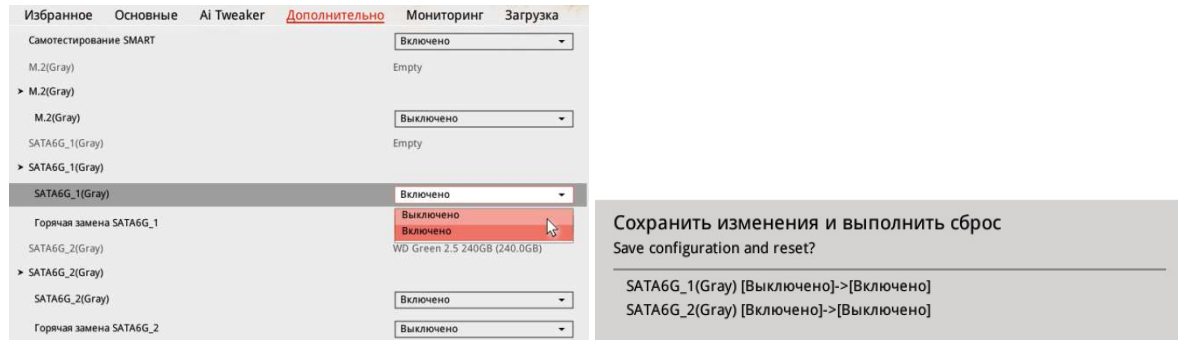 Избранное Основные Ai Tweaker Дополнительно Мониторинг Загрузка
Самотестирование SMART Включено
M.2(Gray) Empty
M.2(Gray)
M.2(Gray) Выключено
SATA6G_1(Gray) Empty
SATA6G_1(Gray)
SATA6G_1(Gray) Включено
Выключено
Горячая замена SATA6G_1
Включено
SATA6G_2(Gray) WD Green 2.5 240GB (240.0GB)
SATA6G_2(Gray)
SATA6G_2(Gray) Включено
Горячая замена SATA6G_2 Выключено
Сохранить изменения и выполнить сброс
Save configuration and reset?
SATA6G_1(Gray) [Выключено]->[Включено]
SATA6G_2(Gray) [Включено]->[Выключено]